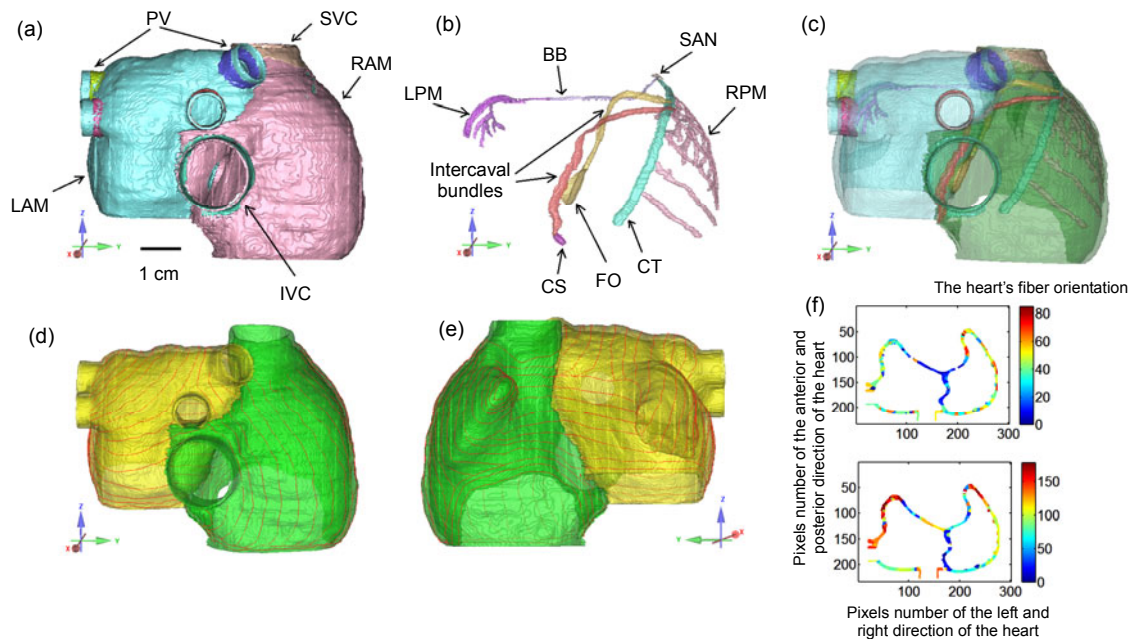 (a)
PV
SVC
RAM
LAM
IVC
Z
Y
X
1 cm
(b)
BB
SAN
LPM
RPM
Intercaval
bundles
CS
FO
CT
Z
Y
X
(c)
Z
Y
X
(d)
Z
Y
X
(e)
Z
Y
X
The heart's fiber orientation
(f)
50
100
150
200
100 200 300
80
60
40
20
0
50
100
150
200
100 200 300
150
100
50
0
Pixels number of the anterior and
posterior direction of the heart
Pixels number of the left and
right direction of the heart